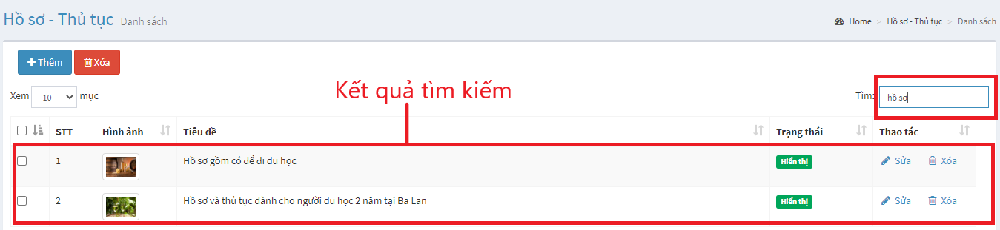 Hồ sơ - Thủ tục Danh sách
Home > Hồ sơ - Thủ tục > Danh sách
Thêm Xóa
Kết quả tìm kiếm
Xem 10 mục
Tìm: hồ sơ
STT Hình ảnh Tiêu đề Trạng thái Thao tác
1 Hồ sơ gồm có để đi du học Hiển thị Sửa Xóa
2 Hồ sơ và thủ tục dành cho người du học 2 năm tại Ba Lan Hiển thị Sửa Xóa